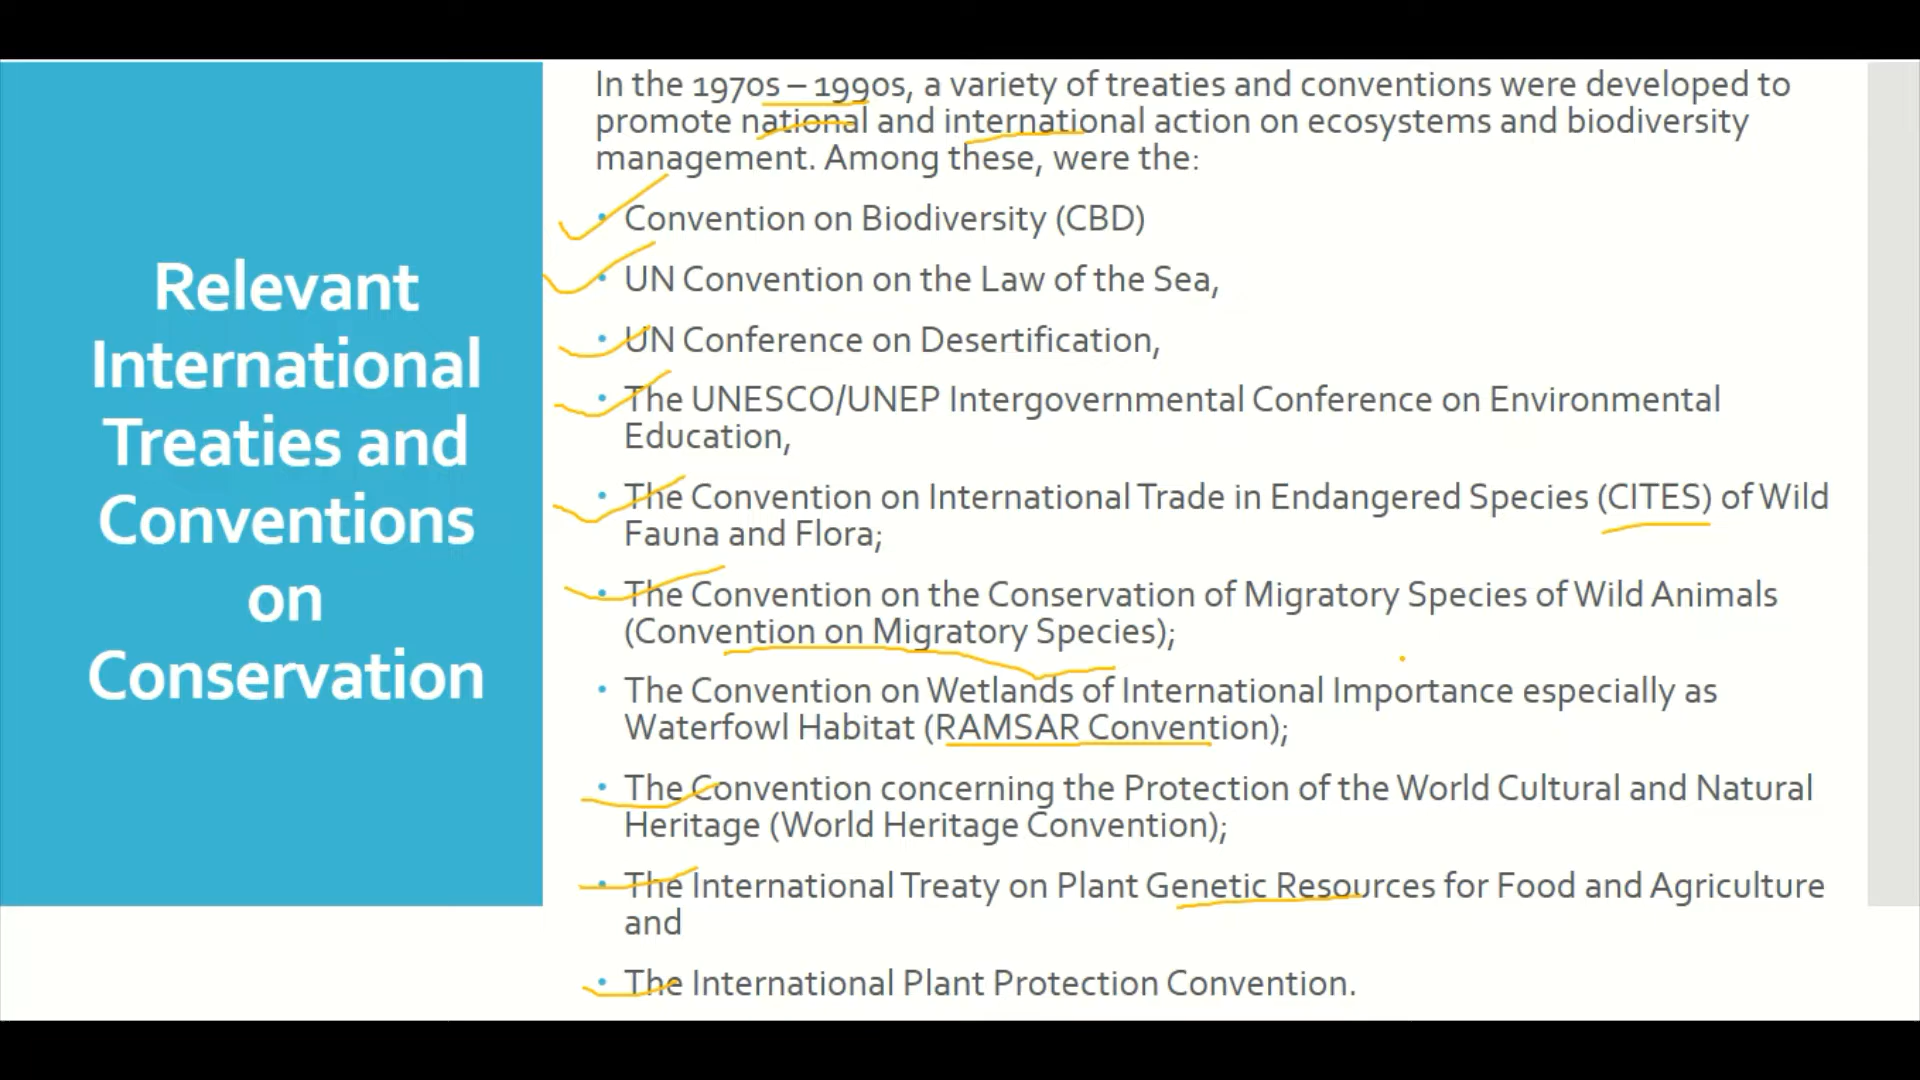 Relevant
International
Treaties and
Conventions
on
Conservation
In the 1970s – 1990s, a variety of treaties and conventions were developed to
promote national and international action on ecosystems and biodiversity
management. Among these, were the:
• Convention on Biodiversity (CBD)
• UN Convention on the Law of the Sea,
• UN Conference on Desertification,
• The UNESCO/UNEP Intergovernmental Conference on Environmental
Education,
• The Convention on International Trade in Endangered Species (CITES) of Wild
Fauna and Flora;
• The Convention on the Conservation of Migratory Species of Wild Animals
(Convention on Migratory Species);
• The Convention on Wetlands of International Importance especially as
Waterfowl Habitat (RAMSAR Convention);
• The Convention concerning the Protection of the World Cultural and Natural
Heritage (World Heritage Convention);
• The International Treaty on Plant Genetic Resources for Food and Agriculture
and
• The International Plant Protection Convention.